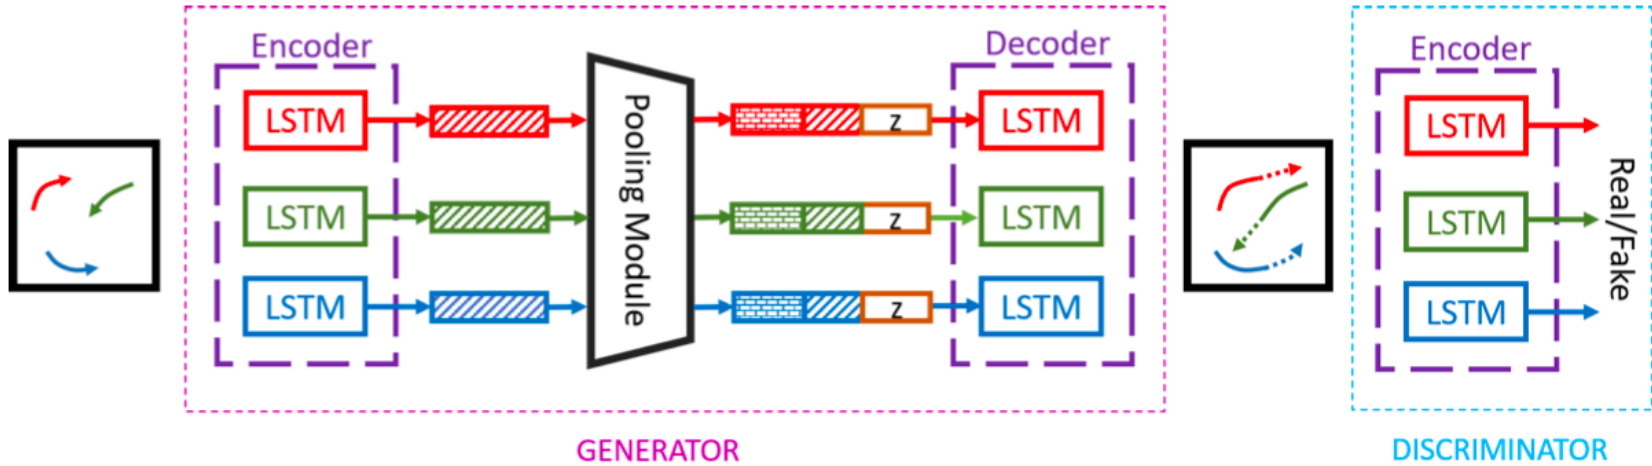 Encoder
LSTM
LSTM
LSTM
Pooling Module
z
z
z
Decoder
LSTM
LSTM
LSTM
GENERATOR
Encoder
LSTM
LSTM
LSTM
Real/Fake
DISCRIMINATOR